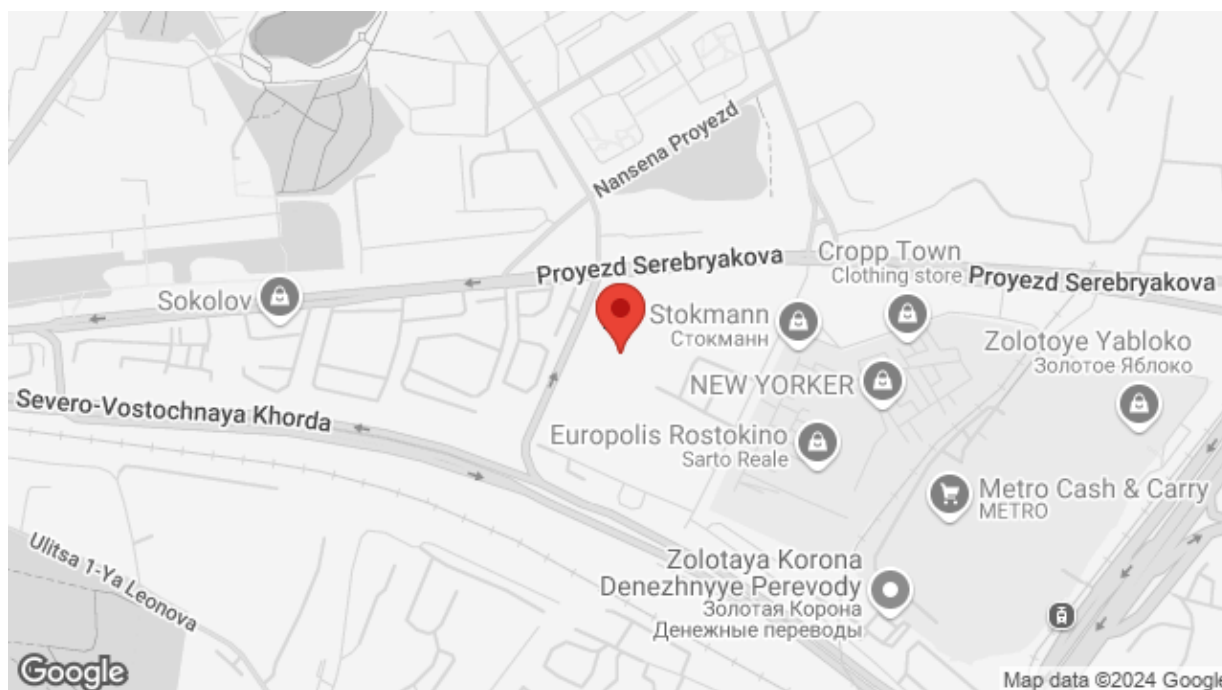 Nansena Proyezd
Proyezd Serebryakova
Cropp Town
Clothing store
Proyezd Serebryakova
Sokolov
Stokmann
Стокманн
Zolotoye Yabloko
Золотое Яблоко
NEW YORKER
Severo-Vostochnaya Khorda
Europolis Rostokino
Sarto Reale
Metro Cash & Carry
METRO
Ulitsa 1-Ya Leonova
Zolotaya Korona
Denezhnyye Perevody
Золотая Корона
Денежные переводы
Google
Map data ©2024 Google